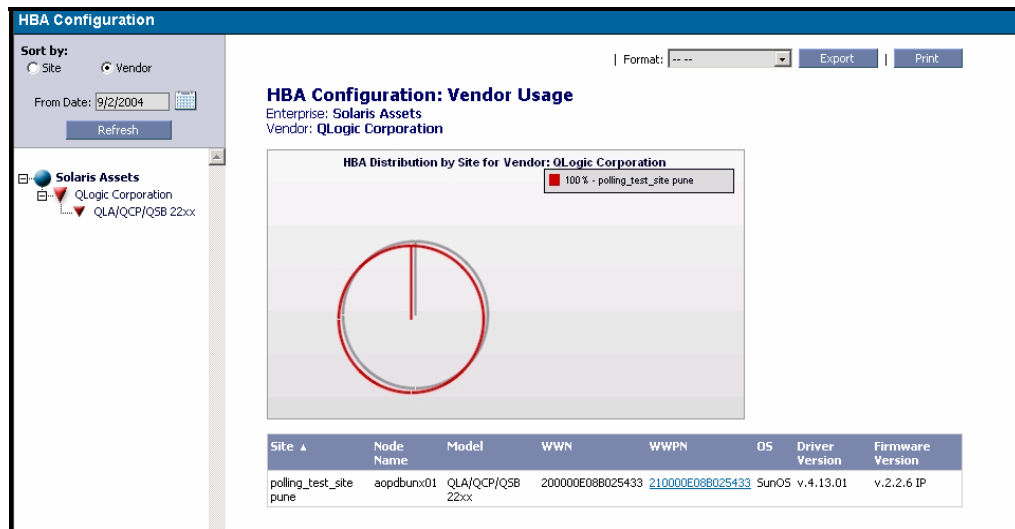 HBA Configuration
Sort by:
Site Vendor
From Date: 9/2/2004
Refresh
Solaris Assets
QLogic Corporation
QLA/QCP/QSB 22xx
| Format: -- -- Export | Print
HBA Configuration: Vendor Usage
Enterprise: Solaris Assets
Vendor: QLogic Corporation
HBA Distribution by Site for Vendor: QLogic Corporation
100% - polling_test_site pune
Site Node Name Model WWN WWPN OS Driver Version Firmware Version
polling_test_site pune aopdbunx01 QLA/QCP/QSB 22xx 200000E08B025433 210000E08B025433 SunOS v.4.13.01 v.2.2.6 IP